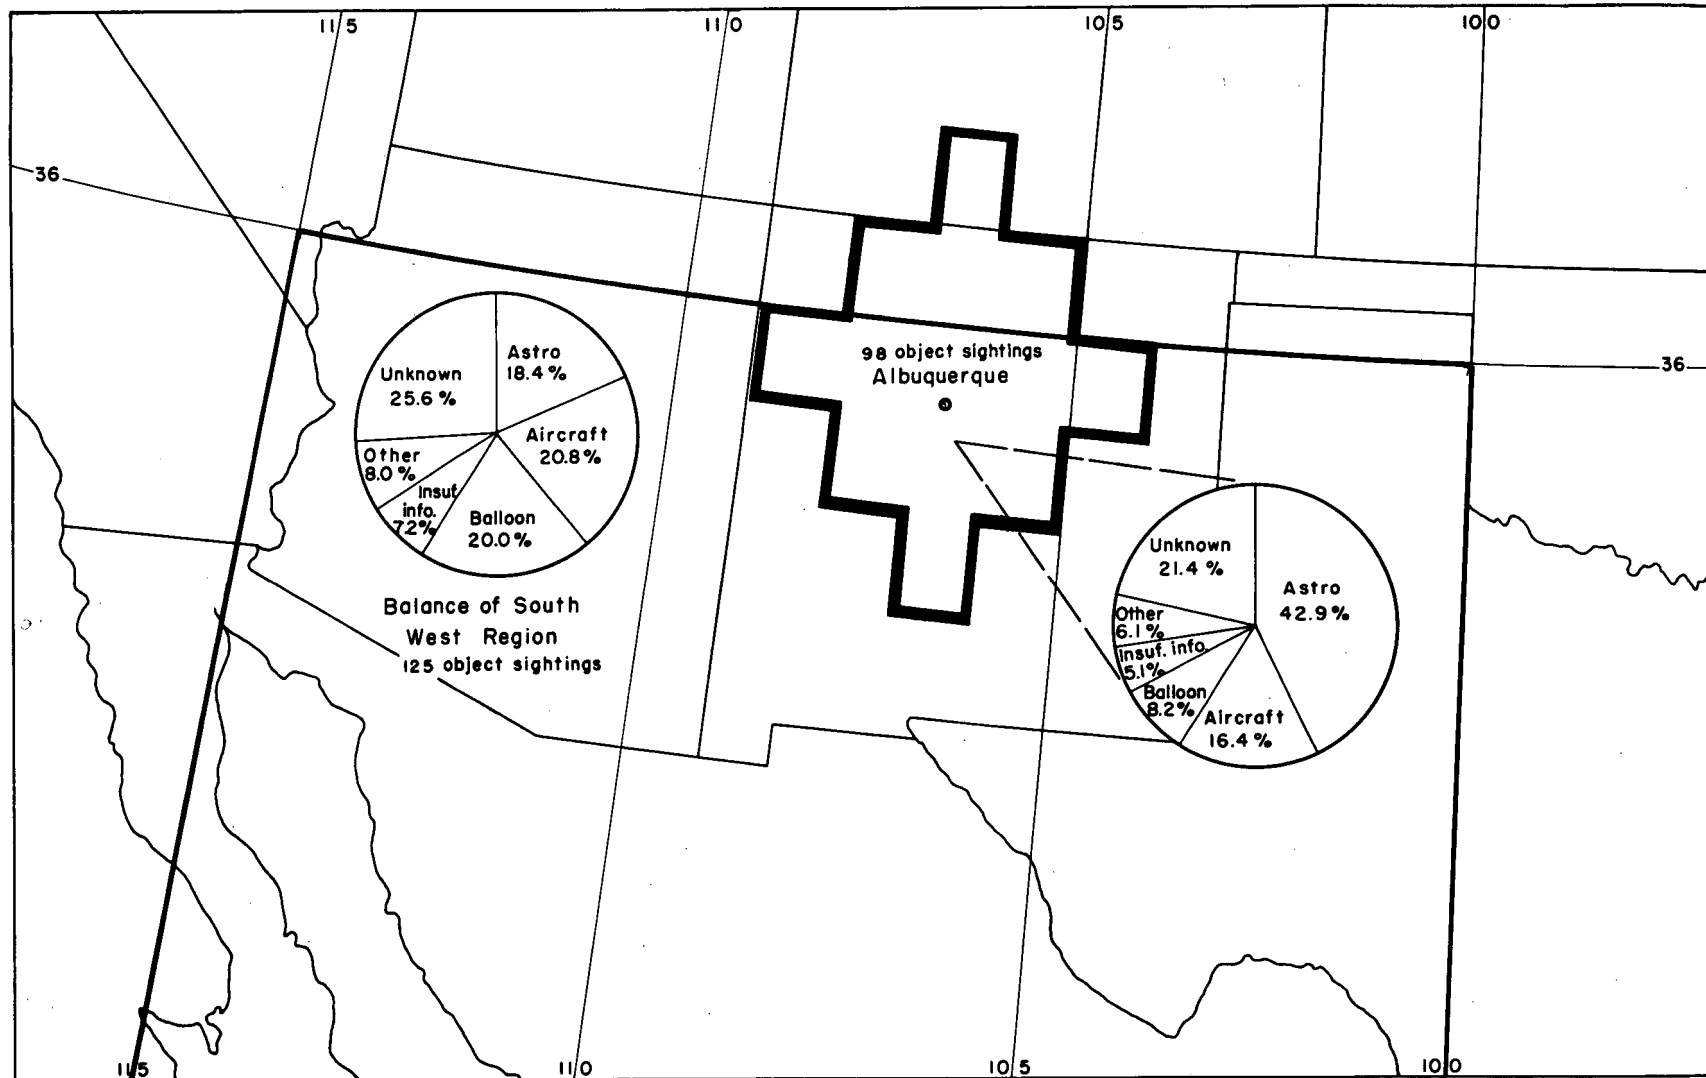 115
110
105
100
36
98 object sightings
Albuquerque
36
Astro
18.4 %
Unknown
25.6 %
Aircraft
20.8 %
Other
8.0 %
Insuf.
info.
7.2%
Balloon
20.0 %
Balance of South
West Region
125 object sightings
Unknown
21.4 %
Astro
42.9 %
Other
6.1 %
Insuf. info.
5.1%
Balloon
8.2%
Aircraft
16.4 %
115
110
105
100